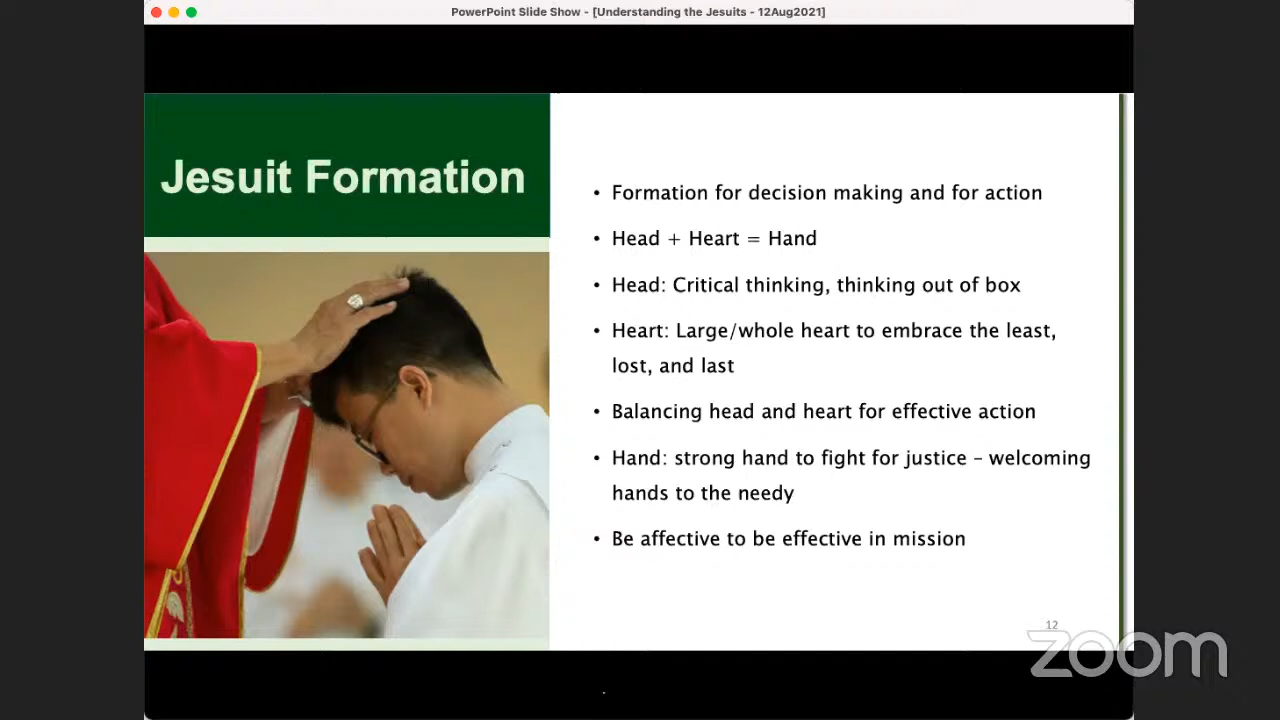 PowerPoint Slide Show - [Understanding the Jesuits - 12Aug2021]
Jesuit Formation
• Formation for decision making and for action
• Head + Heart = Hand
• Head: Critical thinking, thinking out of box
• Heart: Large/whole heart to embrace the least,
lost, and last
• Balancing head and heart for effective action
• Hand: strong hand to fight for justice – welcoming
hands to the needy
• Be affective to be effective in mission
12
zoom